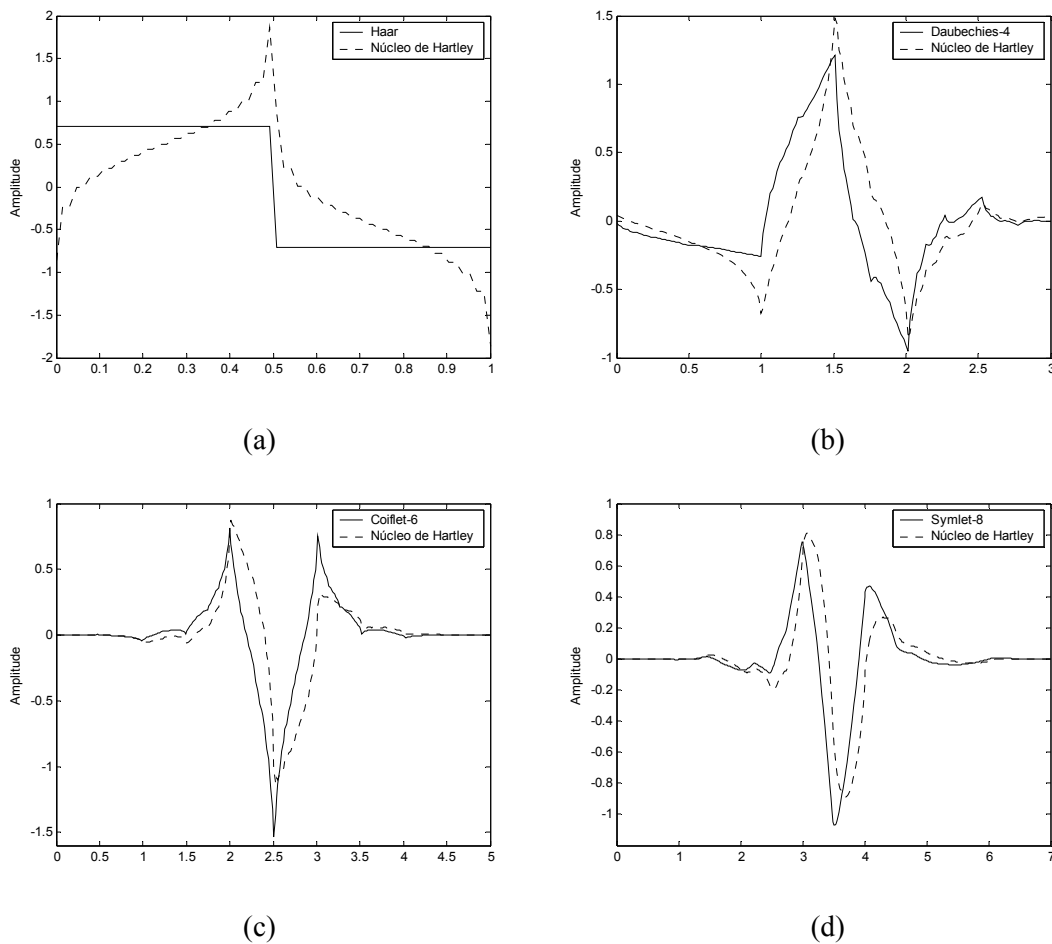 2
1.5
1
0.5
0
-0.5
-1
-1.5
-2
Amplitude
0 0.1 0.2 0.3 0.4 0.5 0.6 0.7 0.8 0.9 1
Haar
Núcleo de Hartley
(a)
1.5
1
0.5
0
-0.5
-1
Amplitude
0 0.5 1 1.5 2 2.5 3
Daubechies-4
Núcleo de Hartley
(b)
1
0.5
0
-0.5
-1
-1.5
Amplitude
0 0.5 1 1.5 2 2.5 3 3.5 4 4.5 5
Coiflet-6
Núcleo de Hartley
(c)
1
0.8
0.6
0.4
0.2
0
-0.2
-0.4
-0.6
-0.8
-1
Amplitude
0 1 2 3 4 5 6 7
Symlet-8
Núcleo de Hartley
(d)